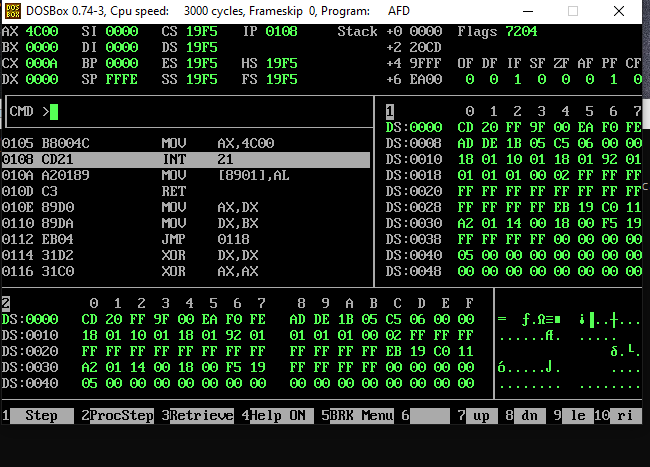 DOSBox 0.74-3, Cpu speed: 3000 cycles, Frameskip 0, Program: AFD
AX 4C00 SI 0000 CS 19F5 IP 0108 Stack +0 0000 Flags 7204
BX 0000 DI 0000 DS 19F5 +2 20CD
CX 000A BP 0000 ES 19F5 HS 19F5 +4 9FFF OF DF IF SF ZF AF PF CF
DX 0000 SP FFFE SS 19F5 FS 19F5 +6 EA00 0 0 1 0 0 0 1 0
CMD >
1 0 1 2 3 4 5 6 7
DS:0000 CD 20 FF 9F 00 EA F0 FE
DS:0008 AD DE 1B 05 C5 06 00 00
DS:0010 18 01 10 01 18 01 92 01
DS:0018 01 01 01 00 02 FF FF FF
DS:0020 FF FF FF FF FF FF FF FF
DS:0028 FF FF FF FF EB 19 C0 11
DS:0030 A2 01 14 00 18 00 F5 19
DS:0038 FF FF FF FF 00 00 00 00
DS:0040 05 00 00 00 00 00 00 00
DS:0048 00 00 00 00 00 00 00 00
0105 B8004C MOV AX,4C00
0108 CD21 INT 21
010A A20189 MOV [8901],AL
010D C3 RET
010E 89D0 MOV AX,DX
0110 89DA MOV DX,BX
0112 EB04 JMP 0118
0114 31D2 XOR DX,DX
0116 31C0 XOR AX,AX
2 0 1 2 3 4 5 6 7 8 9 A B C D E F
DS:0000 CD 20 FF 9F 00 EA F0 FE AD DE 1B 05 C5 06 00 00 = ƒ.Ω≡■ ¡▐..┼...
DS:0010 18 01 10 01 18 01 92 01 01 01 01 00 02 FF FF FF ......ff. .....
DS:0020 FF FF FF FF FF FF FF FF FF FF FF FF EB 19 C0 11 δ.└.
DS:0030 A2 01 14 00 18 00 F5 19 FF FF FF FF 00 00 00 00 ó.....J. ....
DS:0040 05 00 00 00 00 00 00 00 00 00 00 00 00 00 00 00 ........ ........
1 Step 2 ProcStep 3 Retrieve 4 Help ON 5 BRK Menu 6 7 up 8 dn 9 le 10 ri